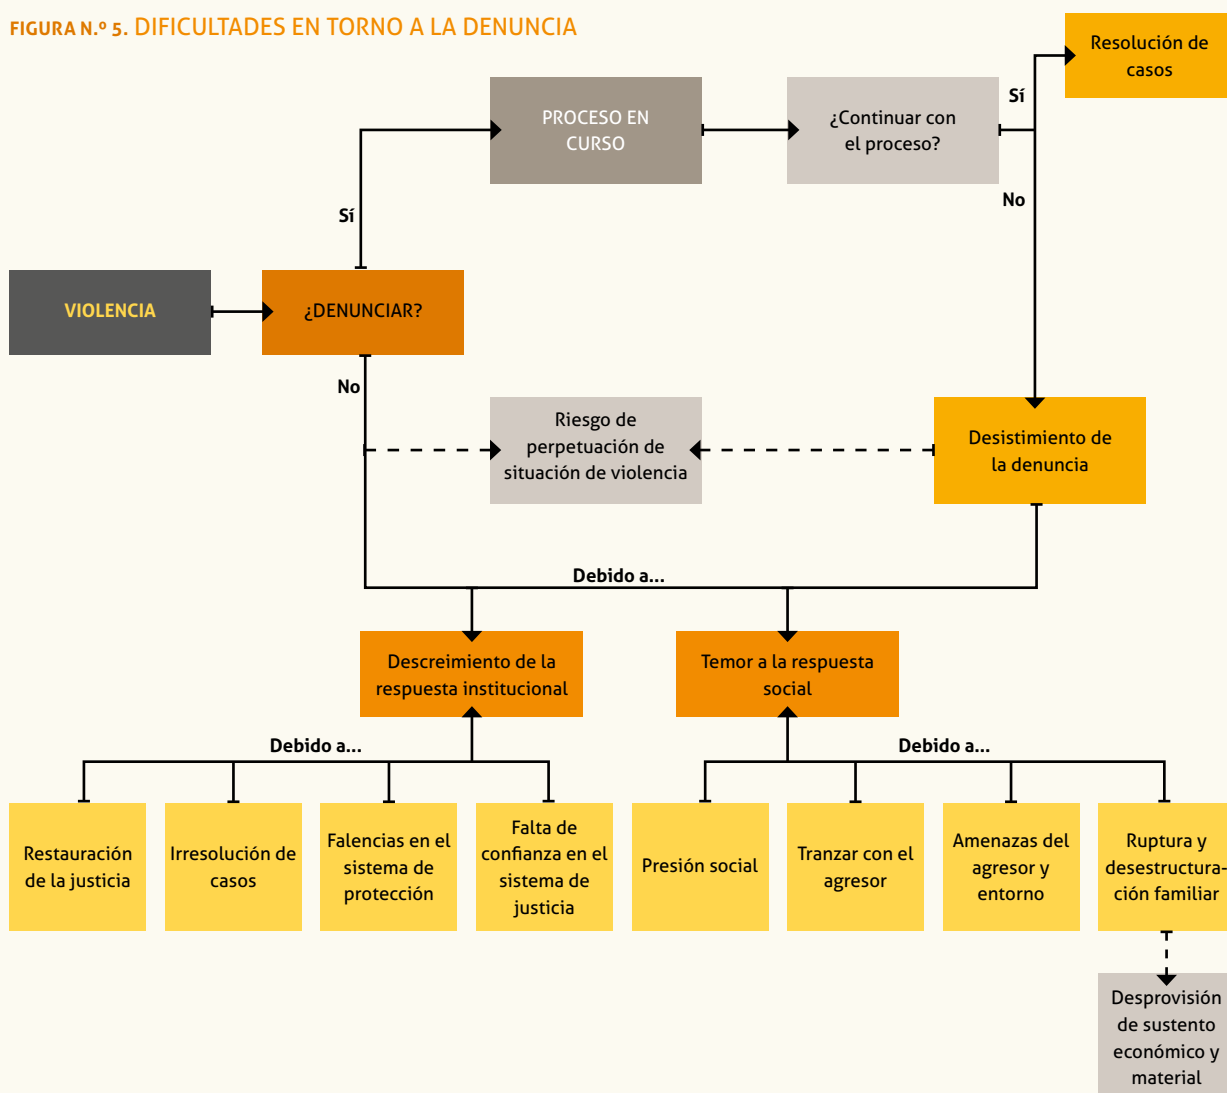 FIGURA N.º 5. DIFICULTADES EN TORNO A LA DENUNCIA
Resolución de
casos
Sí
PROCESO EN
CURSO
¿Continuar con
el proceso?
No
Sí
VIOLENCIA
¿DENUNCIAR?
No
Riesgo de
perpetuación de
situación de violencia
Desistimiento de
la denuncia
Debido a...
Descreimiento de la
respuesta institucional
Temor a la respuesta
social
Debido a...
Debido a...
Restauración
de la justicia
Irresolución de
casos
Falencias en el
sistema de
protección
Falta de
confianza en el
sistema de
justicia
Presión social
Tranzar con el
agresor
Amenazas del
agresor y
entorno
Ruptura y
desestructura-
ción familiar
Desprovisión
de sustento
económico y
material